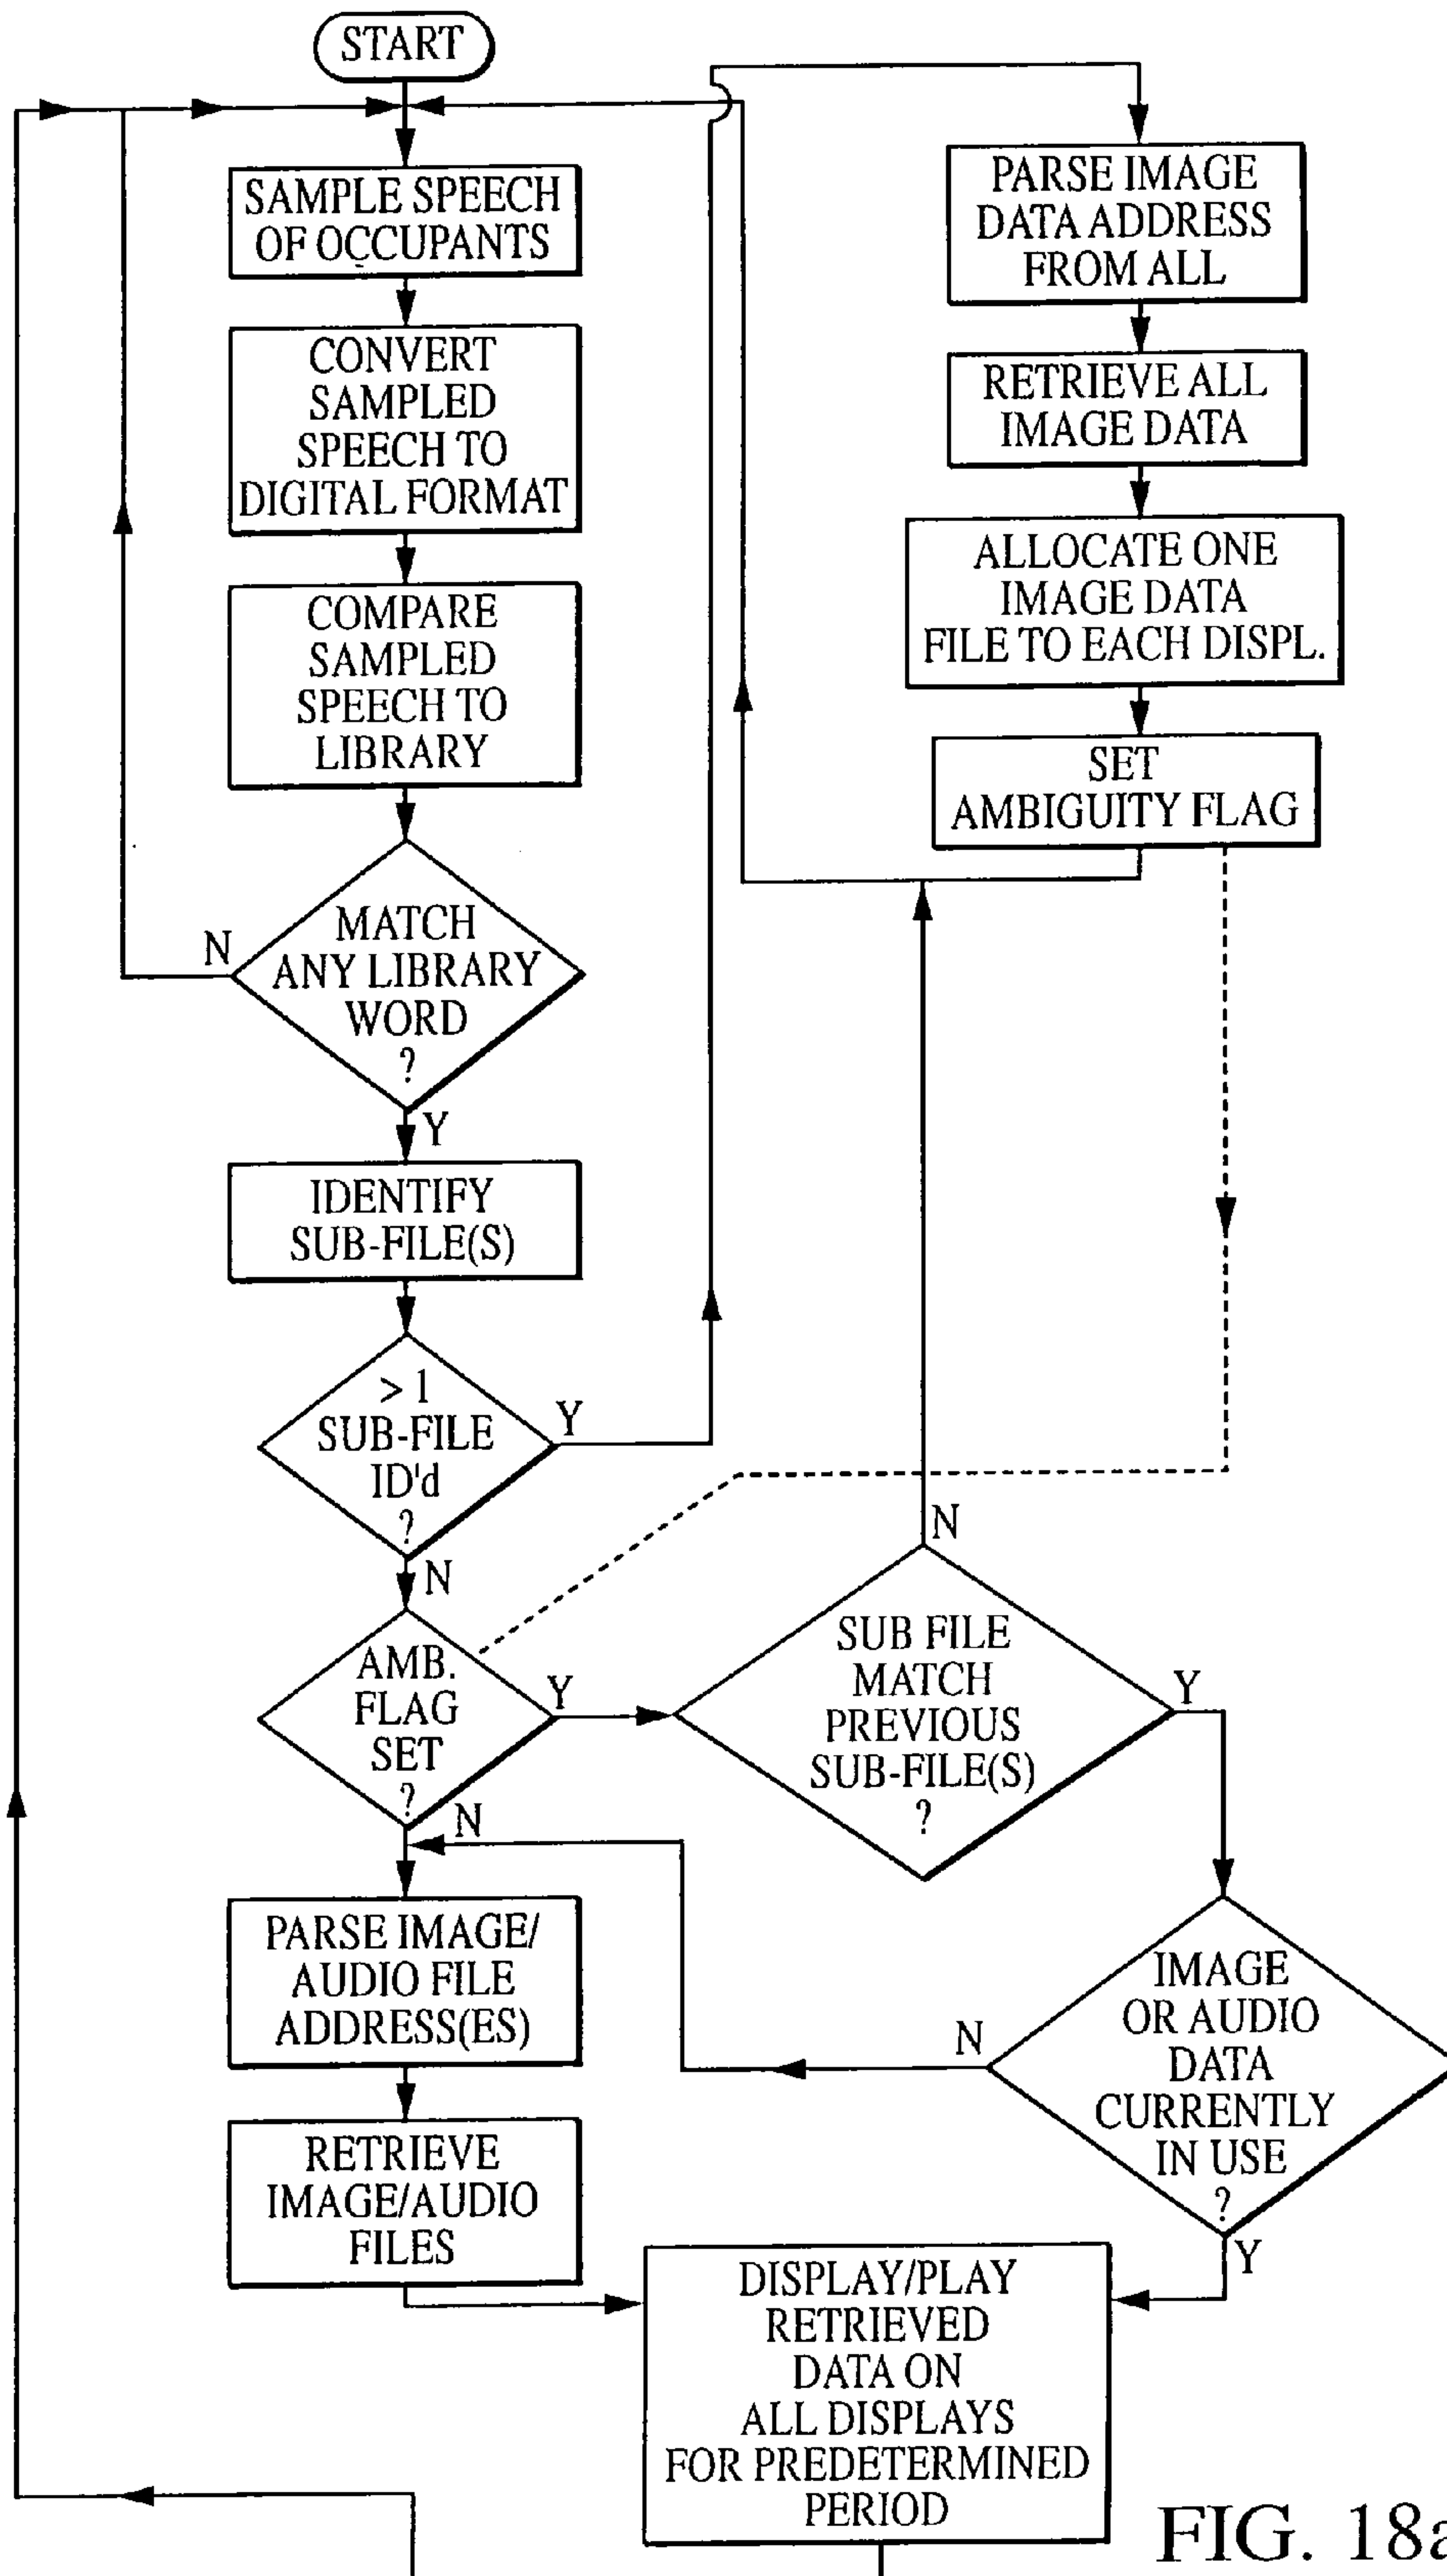 START
SAMPLE SPEECH
OF OCCUPANTS
CONVERT
SAMPLED
SPEECH TO
DIGITAL FORMAT
COMPARE
SAMPLED
SPEECH TO
LIBRARY
MATCH
ANY LIBRARY
WORD
?
N
Y
IDENTIFY
SUB-FILE(S)
> 1
SUB-FILE
ID'd
?
Y
N
AMB.
FLAG
SET
?
Y
N
PARSE IMAGE/
AUDIO FILE
ADDRESS(ES)
RETRIEVE
IMAGE/AUDIO
FILES
PARSE IMAGE
DATA ADDRESS
FROM ALL
RETRIEVE ALL
IMAGE DATA
ALLOCATE ONE
IMAGE DATA
FILE TO EACH DISPL.
SET
AMBIGUITY FLAG
N
SUB FILE
MATCH
PREVIOUS
SUB-FILE(S)
?
Y
IMAGE
OR AUDIO
DATA
CURRENTLY
IN USE
?
N
Y
DISPLAY/PLAY
RETRIEVED
DATA ON
ALL DISPLAYS
FOR PREDETERMINED
PERIOD
FIG. 18a